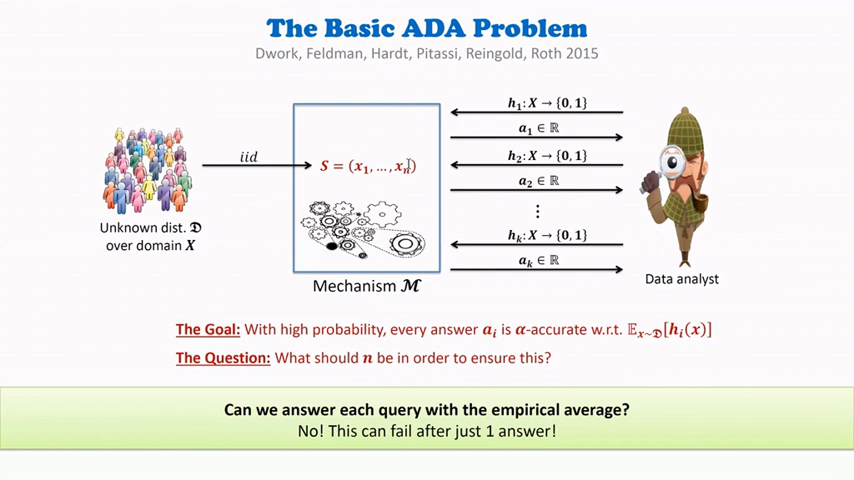 The Basic ADA Problem
Dwork, Feldman, Hardt, Pitassi, Reingold, Roth 2015
iid
S = (x₁, …, xₙ)
h₁: X → {0, 1}
a₁ ∈ ℝ
h₂: X → {0, 1}
a₂ ∈ ℝ
⋮
hₖ: X → {0, 1}
aₖ ∈ ℝ
Unknown dist. 𝕯
over domain X
Mechanism 𝓜
Data analyst
The Goal: With high probability, every answer aᵢ is α-accurate w.r.t. 𝔼ₓ~𝕯[hᵢ(x)]
The Question: What should n be in order to ensure this?
Can we answer each query with the empirical average?
No! This can fail after just 1 answer!